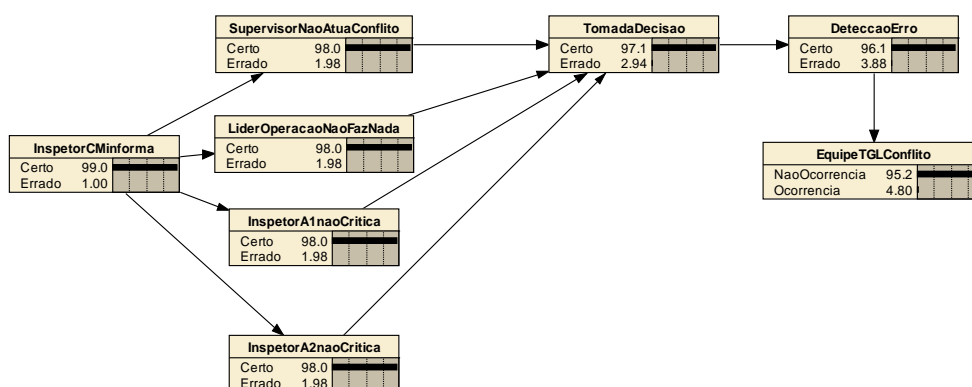 SupervisorNaoAtuaConflito
Certo 98.0
Errado 1.98
TomadaDecisao
Certo 97.1
Errado 2.94
DeteccaoErro
Certo 96.1
Errado 3.88
LiderOperacaoNaoFazNada
Certo 98.0
Errado 1.98
InspetorCMinforma
Certo 99.0
Errado 1.00
EquipeTGLConflito
NaoOcorrencia 95.2
Ocorrencia 4.80
InspetorA1naoCritica
Certo 98.0
Errado 1.98
InspetorA2naoCritica
Certo 98.0
Errado 1.98